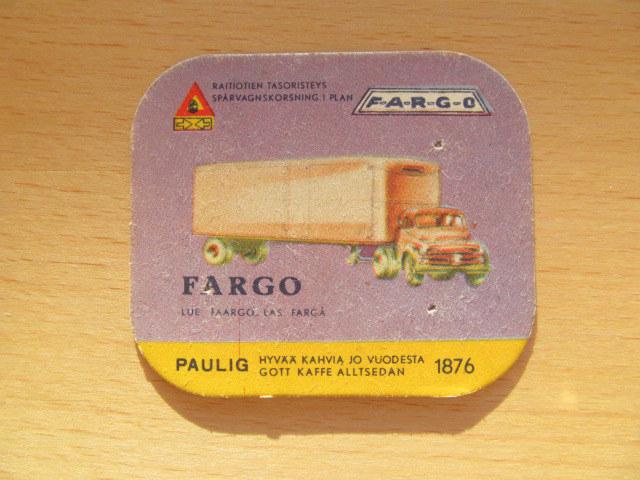 RAITIOTIEN TASORISTEYS
SPÅRVAGNSKORSNING I PLAN
F-A-R-G-O
FARGO
LUE FAARGO. LÄS FARGÅ
PAULIG
HYVÄÄ KAHVIA JO VUODESTA
GOTT KAFFE ALLTSEDAN
1876